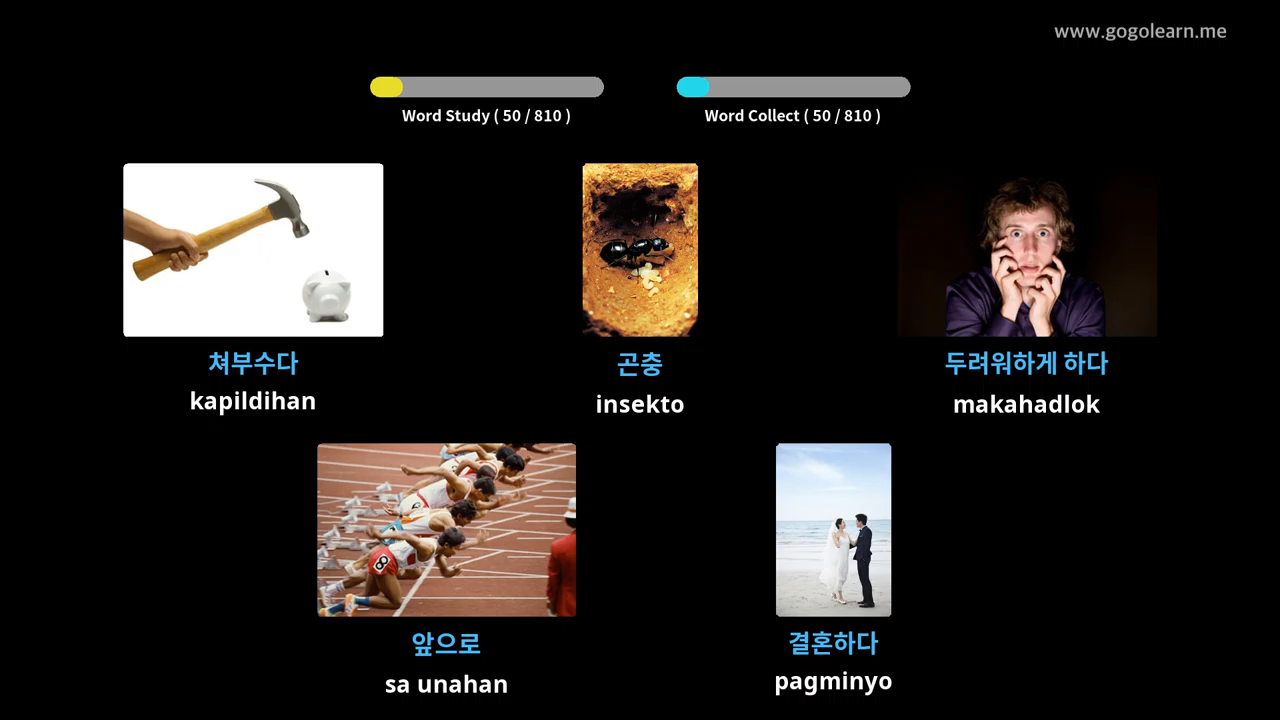 www.gogolearn.me
Word Study ( 50 / 810 )
Word Collect ( 50 / 810 )
쳐부수다
kapildihan
곤충
insekto
두려워하게 하다
makahadlok
앞으로
sa unahan
결혼하다
pagminyo